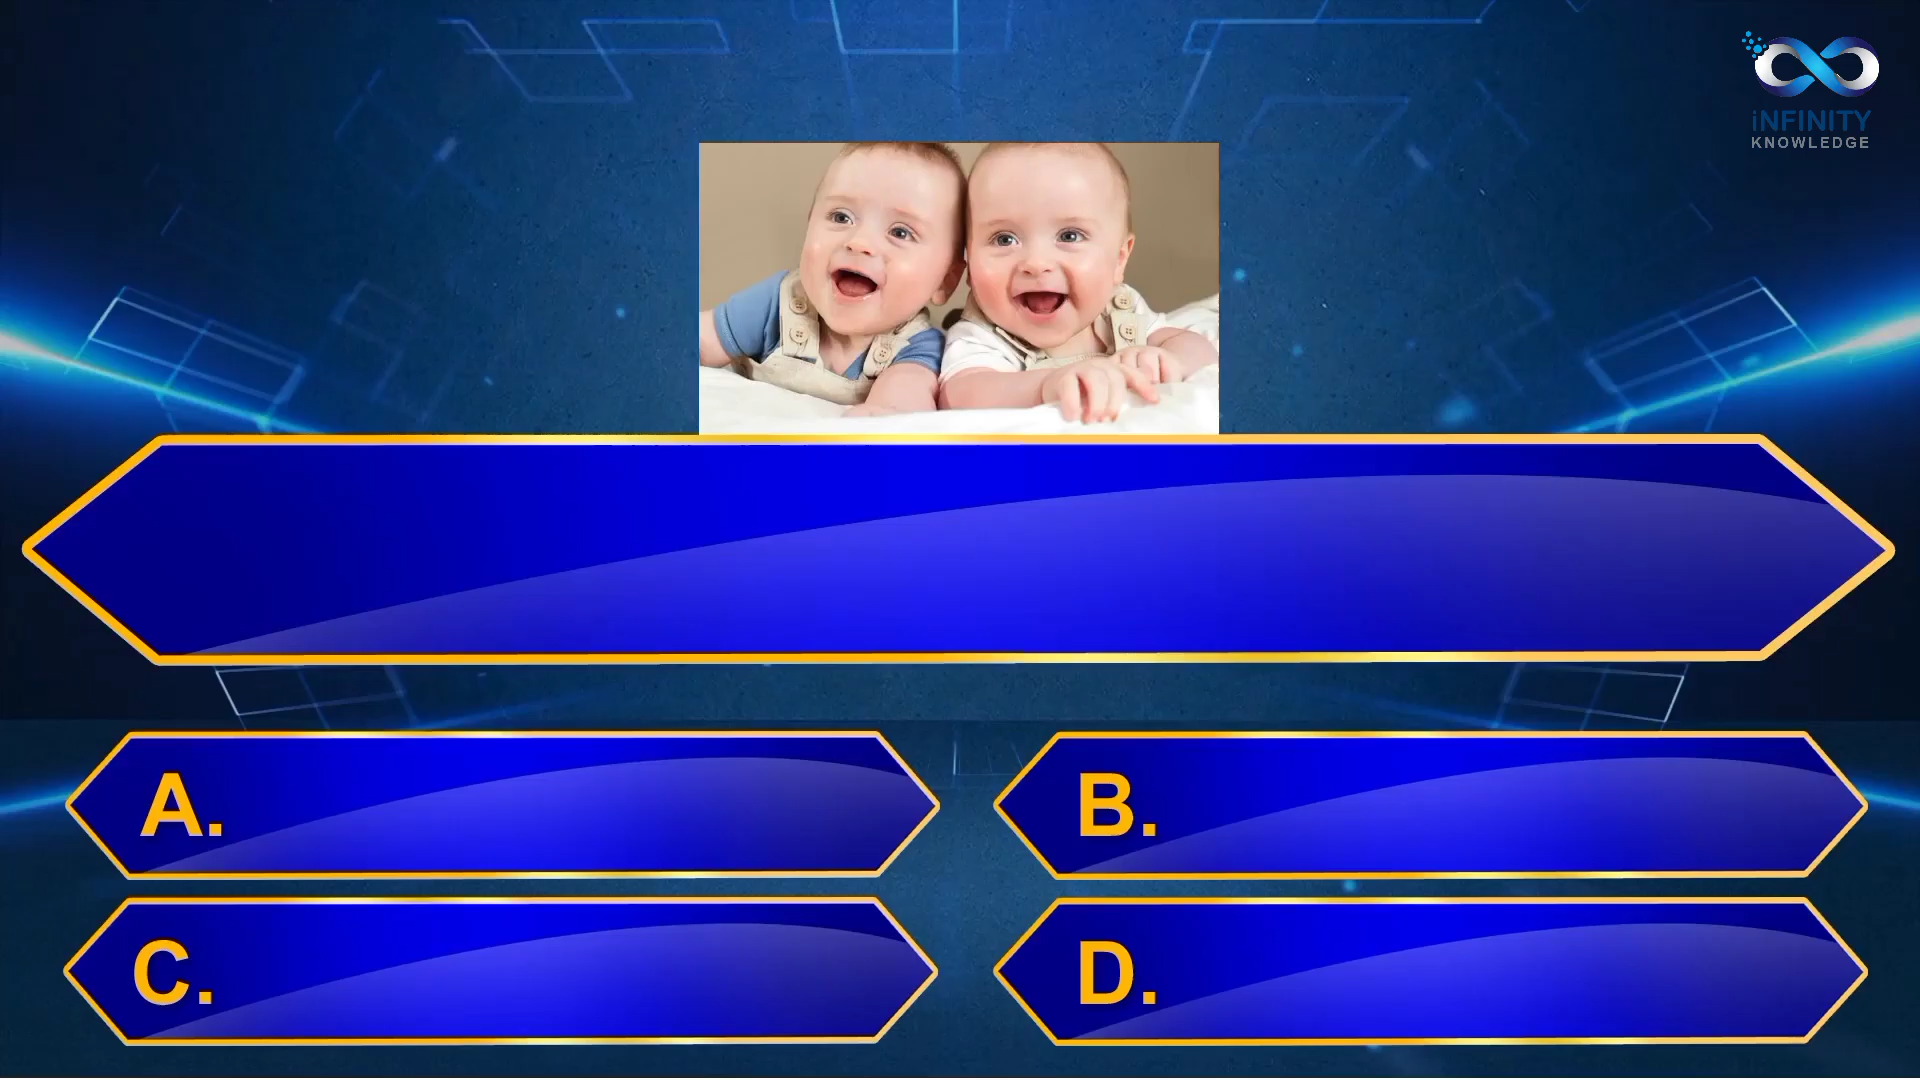 iNFINITY
KNOWLEDGE
A.
B.
C.
D.